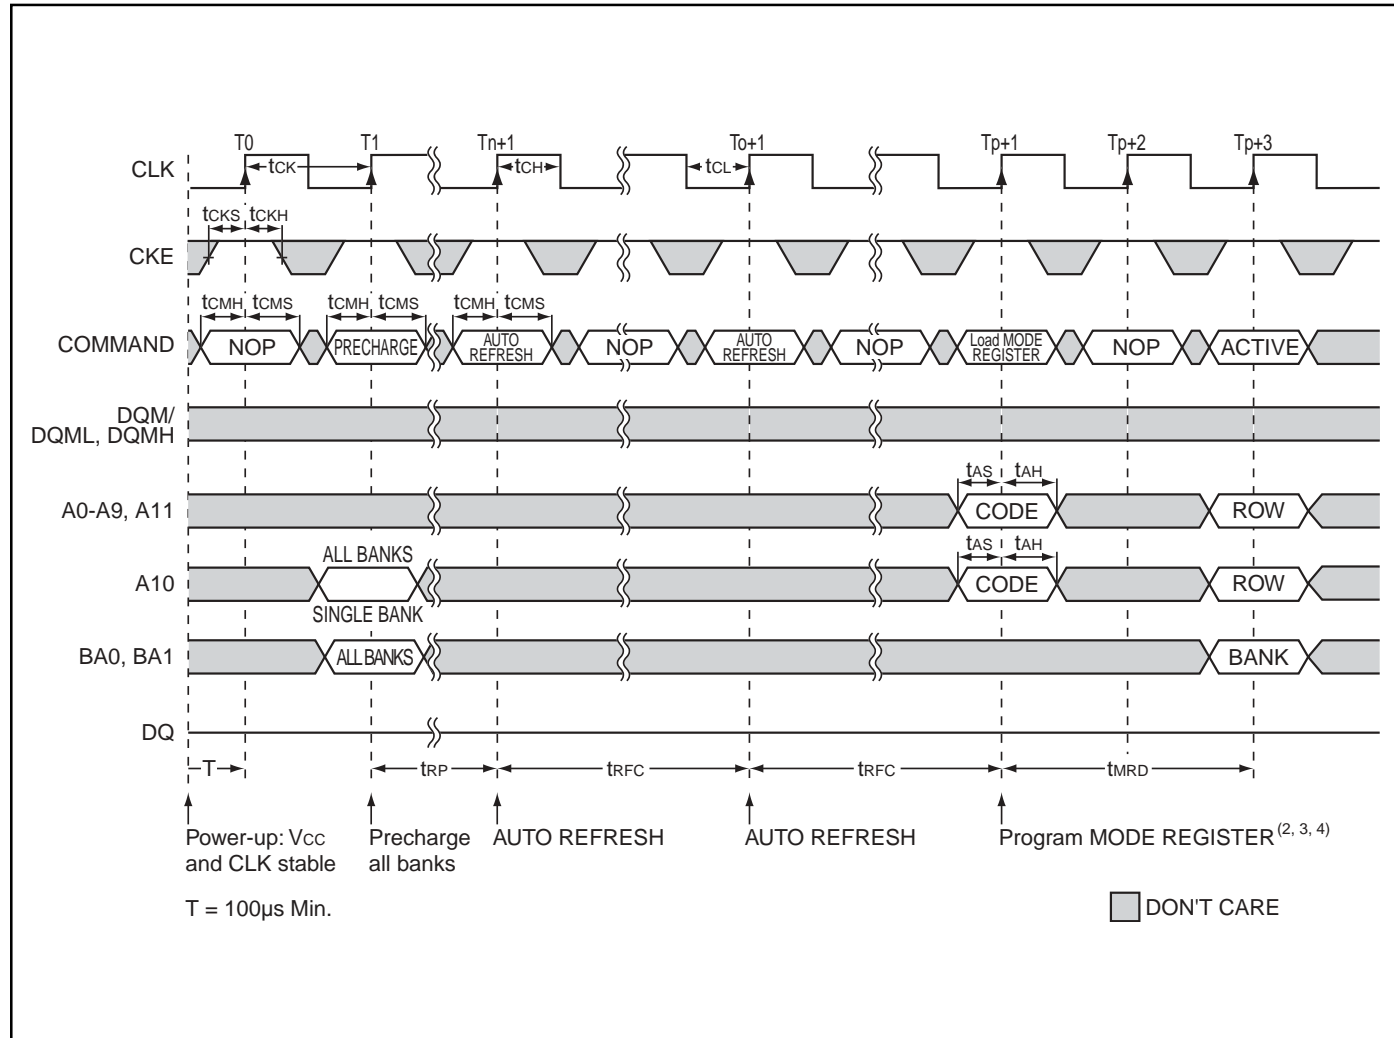 T0 T1 Tn+1 To+1 Tp+1 Tp+2 Tp+3
CLK tCK tCH tCL
tCKS tCKH
CKE
tCMH tCMS tCMH tCMS tCMH tCMS
COMMAND NOP PRECHARGE AUTO REFRESH NOP AUTO REFRESH NOP Load MODE REGISTER NOP ACTIVE
DQM/
DQML, DQMH
tAS tAH
A0-A9, A11 CODE ROW
ALL BANKS tAS tAH
A10 CODE ROW
SINGLE BANK
BA0, BA1 ALL BANKS BANK
DQ
T tRP tRFC tRFC tMRD
Power-up: VCC Precharge AUTO REFRESH AUTO REFRESH Program MODE REGISTER(2, 3, 4)
and CLK stable all banks
T = 100µs Min. DON'T CARE